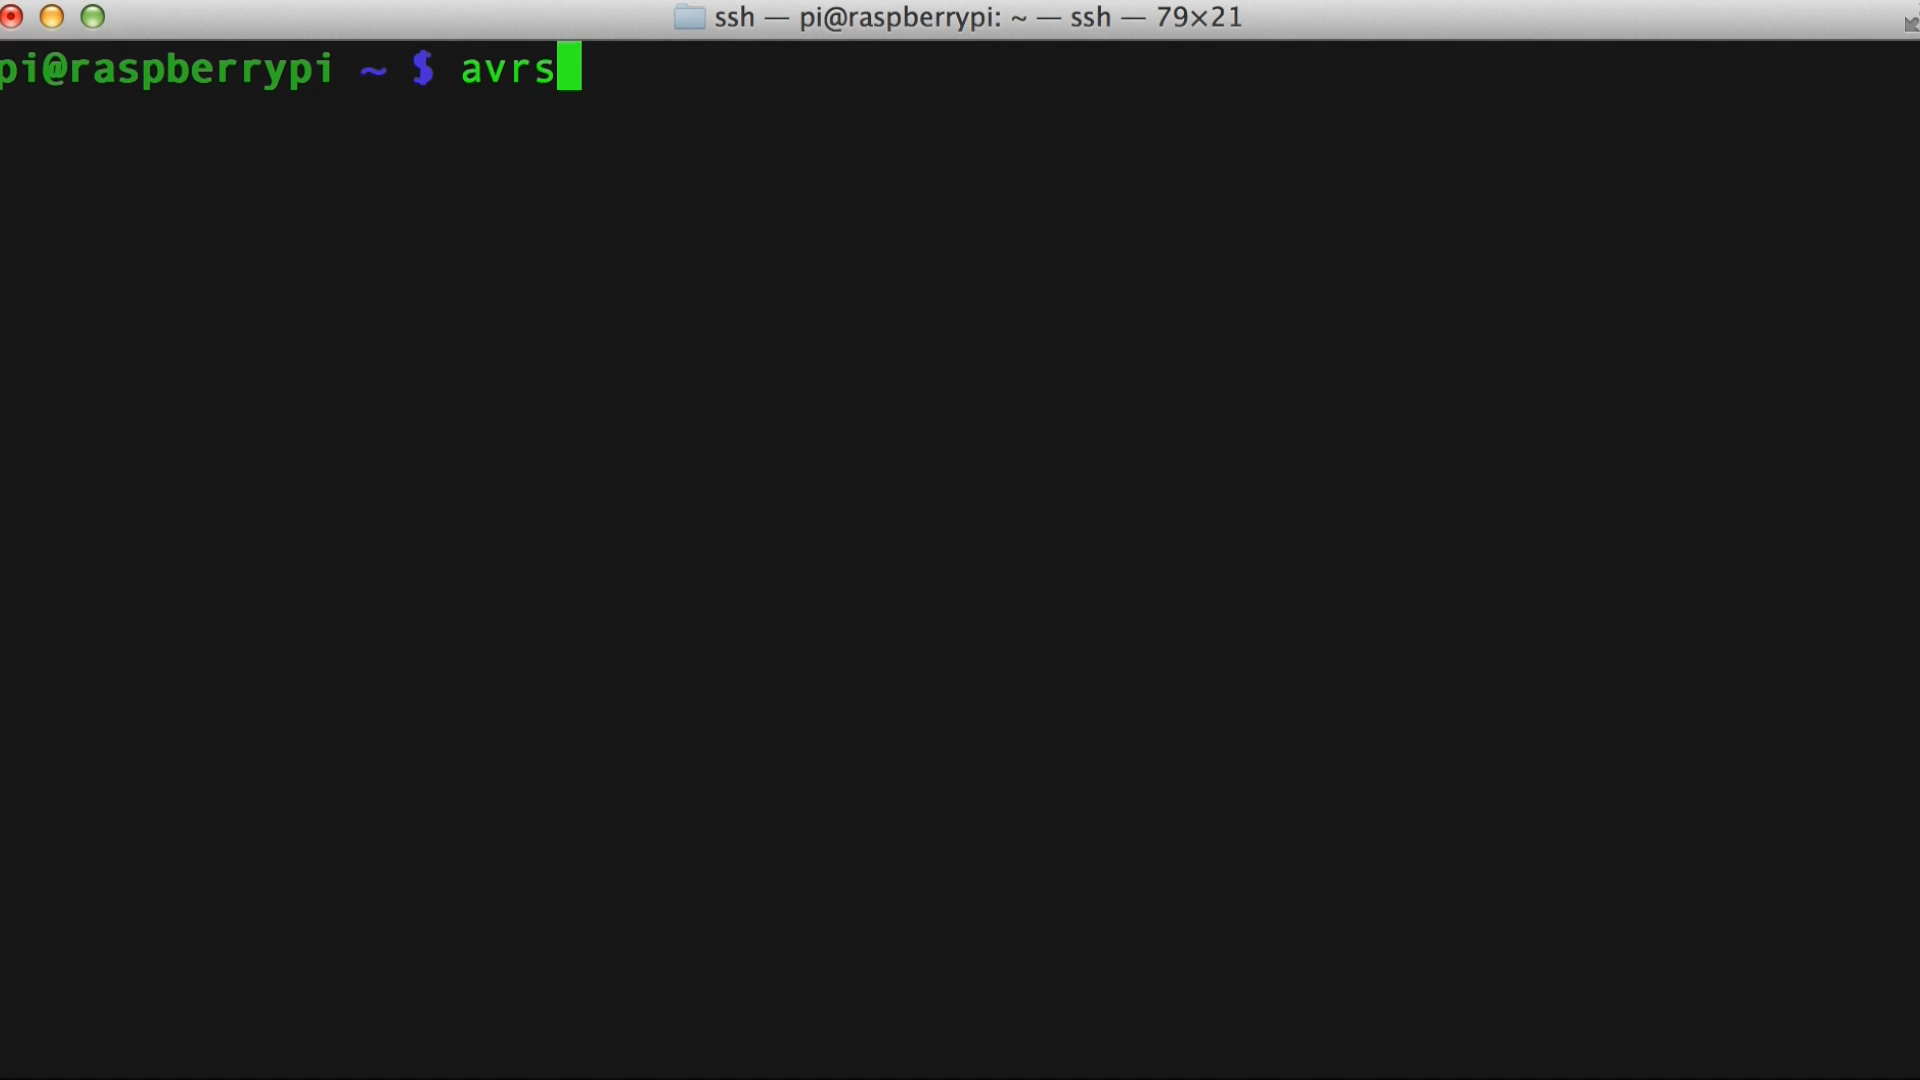 ssh — pi@raspberrypi: ~ — ssh — 79×21
pi@raspberrypi ~ $ avrs